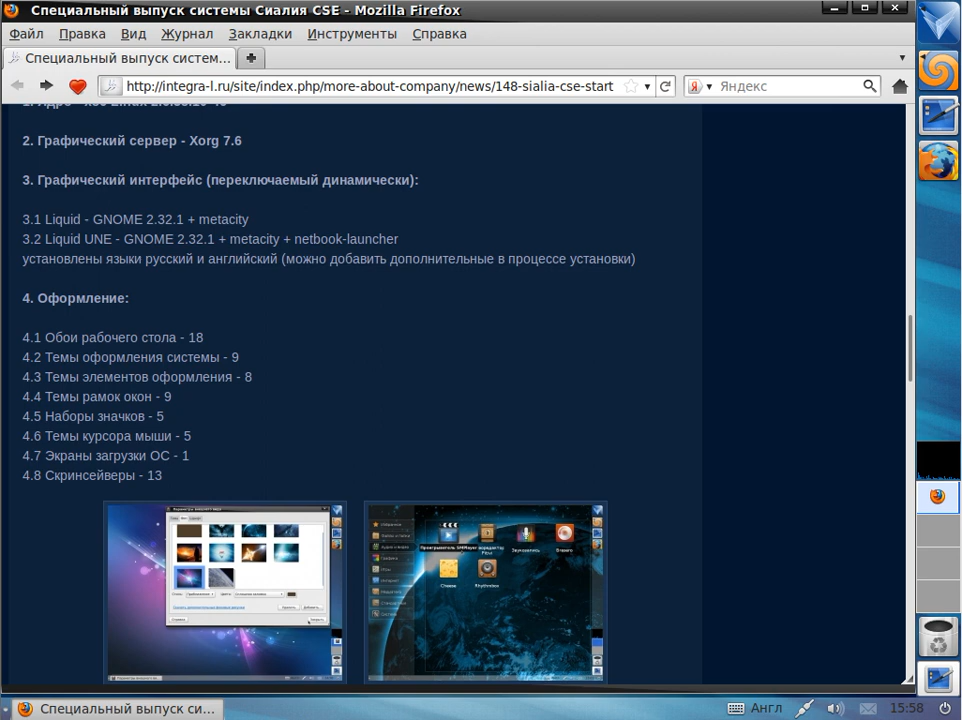 Специальный выпуск системы Сиалия CSE - Mozilla Firefox
Файл Правка Вид Журнал Закладки Инструменты Справка
Специальный выпуск систем...
http://integra-l.ru/site/index.php/more-about-company/news/148-sialia-cse-start
Яндекс
2. Графический сервер - Xorg 7.6
3. Графический интерфейс (переключаемый динамически):
3.1 Liquid - GNOME 2.32.1 + metacity
3.2 Liquid UNE - GNOME 2.32.1 + metacity + netbook-launcher
установлены языки русский и английский (можно добавить дополнительные в процессе установки)
4. Оформление:
4.1 Обои рабочего стола - 18
4.2 Темы оформления системы - 9
4.3 Темы элементов оформления - 8
4.4 Темы рамок окон - 9
4.5 Наборы значков - 5
4.6 Темы курсора мыши - 5
4.7 Экраны загрузки ОС - 1
4.8 Скринсейверы - 13
Специальный выпуск си...
Англ
15:58